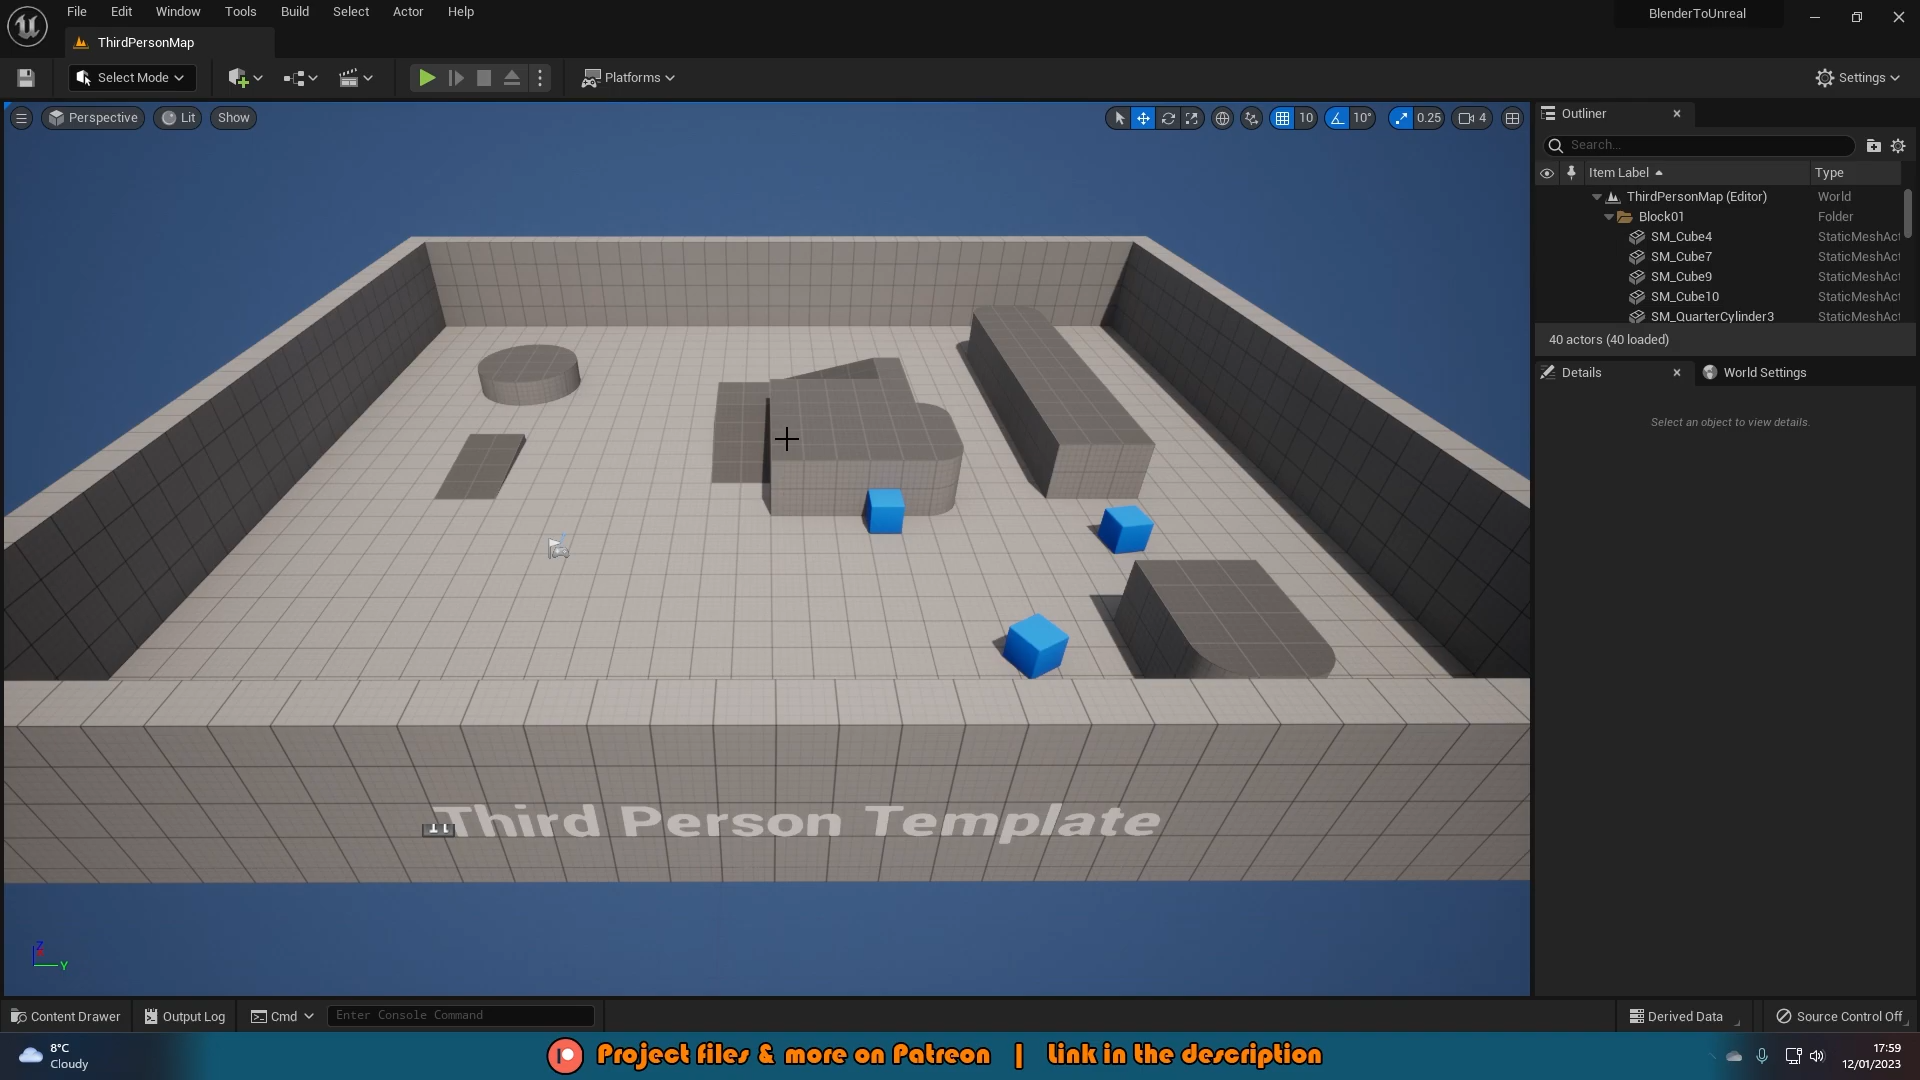 File Edit Window Tools Build Select Actor Help
BlenderToUnreal
ThirdPersonMap
Select Mode
Platforms
Settings
Perspective Lit Show
10 10° 0.25 4
Outliner
Search...
Item Label Type
ThirdPersonMap (Editor) World
Block01 Folder
SM_Cube4 StaticMeshAct
SM_Cube7 StaticMeshAct
SM_Cube9 StaticMeshAct
SM_Cube10 StaticMeshAct
SM_QuarterCylinder3 StaticMeshAct
40 actors (40 loaded)
Details World Settings
Select an object to view details.
Third Person Template
Z
Y
Content Drawer Output Log Cmd Enter Console Command
Derived Data Source Control Off
8°C
Cloudy
Project files & more on Patreon | Link in the description
17:59
12/01/2023